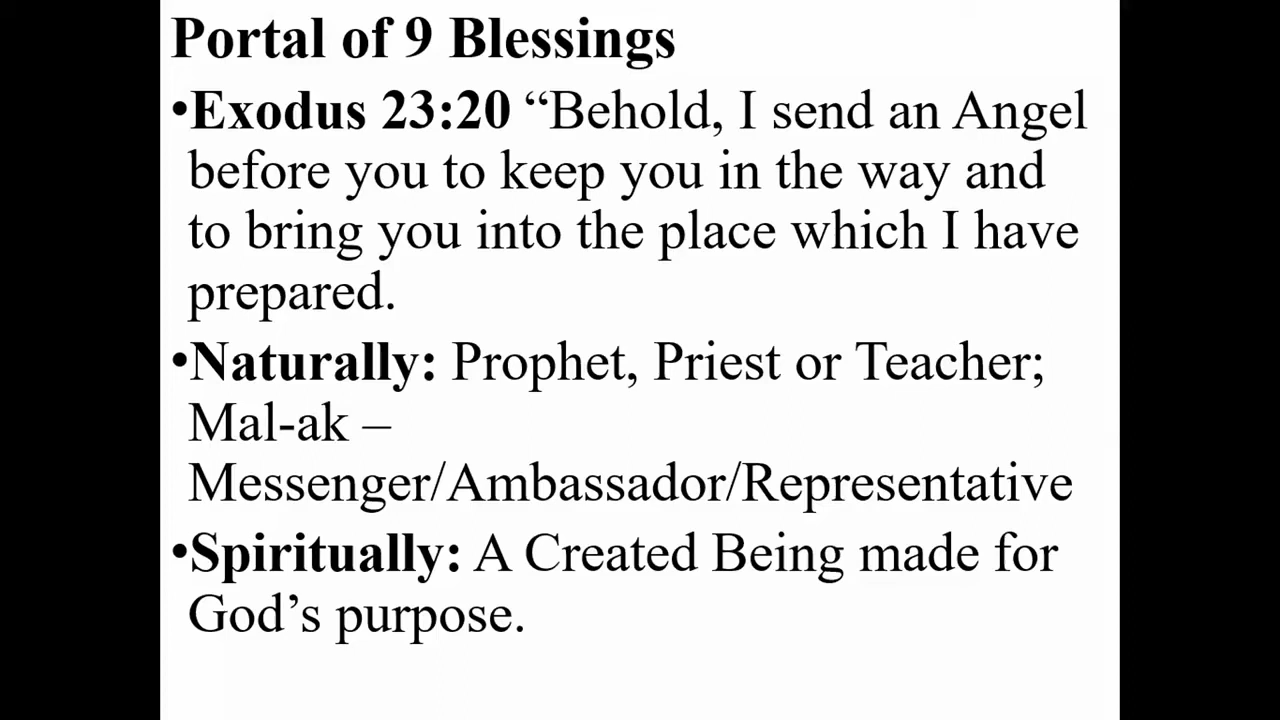 Portal of 9 Blessings
•Exodus 23:20 “Behold, I send an Angel
before you to keep you in the way and
to bring you into the place which I have
prepared.
•Naturally: Prophet, Priest or Teacher;
Mal-ak –
Messenger/Ambassador/Representative
•Spiritually: A Created Being made for
God’s purpose.